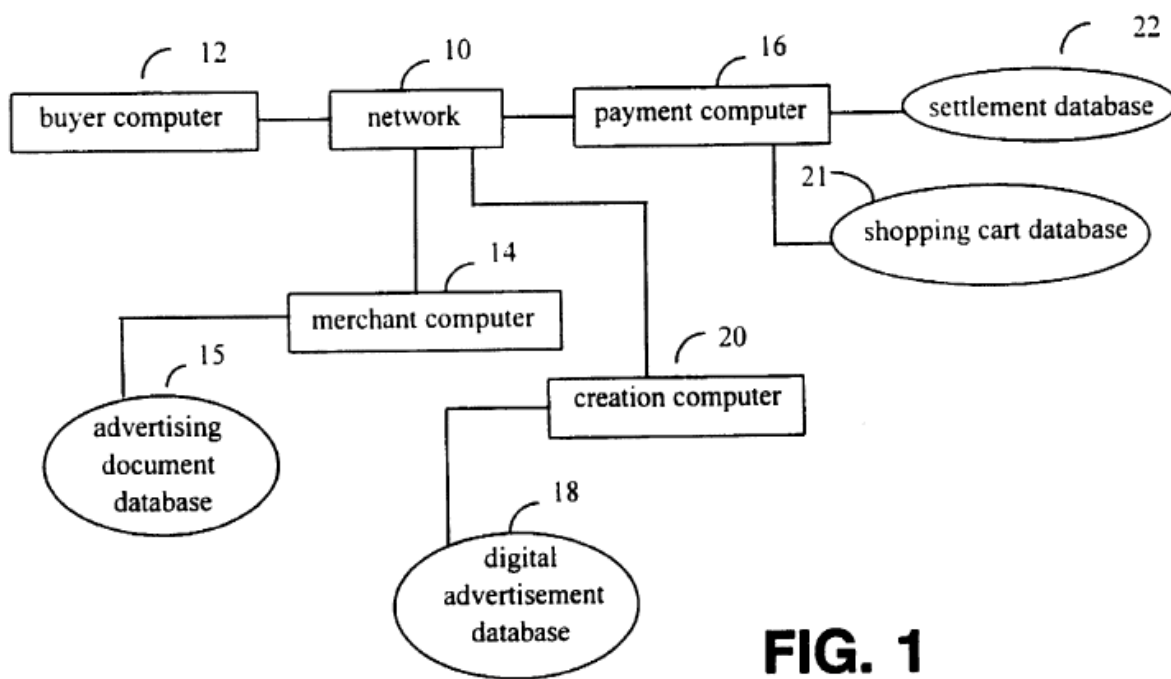 12
10
16
22
buyer computer
network
payment computer
settlement database
21
shopping cart database
14
merchant computer
20
15
creation computer
advertising
document
database
18
digital
advertisement
database
FIG. 1